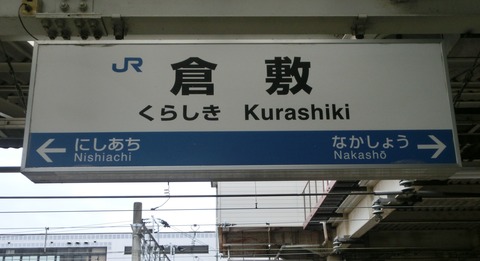 JR 倉敷
くらしき Kurashiki
← にしあち なかしょう →
Nishiachi Nakashō